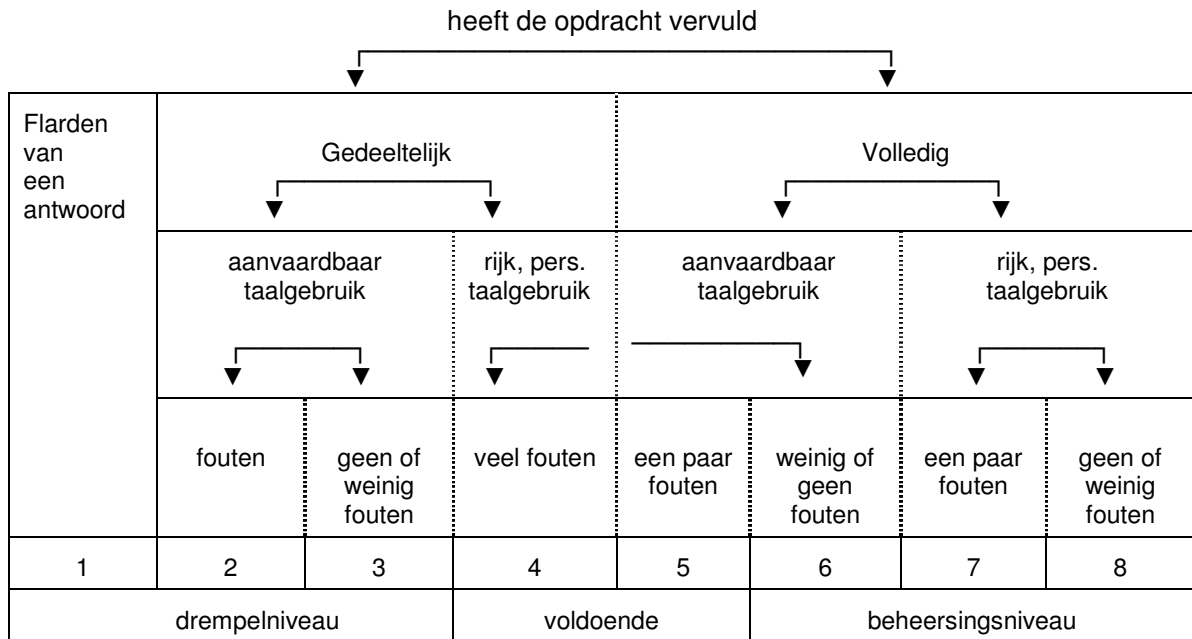 heeft de opdracht vervuld
Flarden
van
een
antwoord
Gedeeltelijk
Volledig
aanvaardbaar
taalgebruik
rijk, pers.
taalgebruik
aanvaardbaar
taalgebruik
rijk, pers.
taalgebruik
fouten
geen of
weinig
fouten
veel fouten
een paar
fouten
weinig of
geen
fouten
een paar
fouten
geen of
weinig
fouten
1 2 3 4 5 6 7 8
drempelniveau voldoende beheersingsniveau